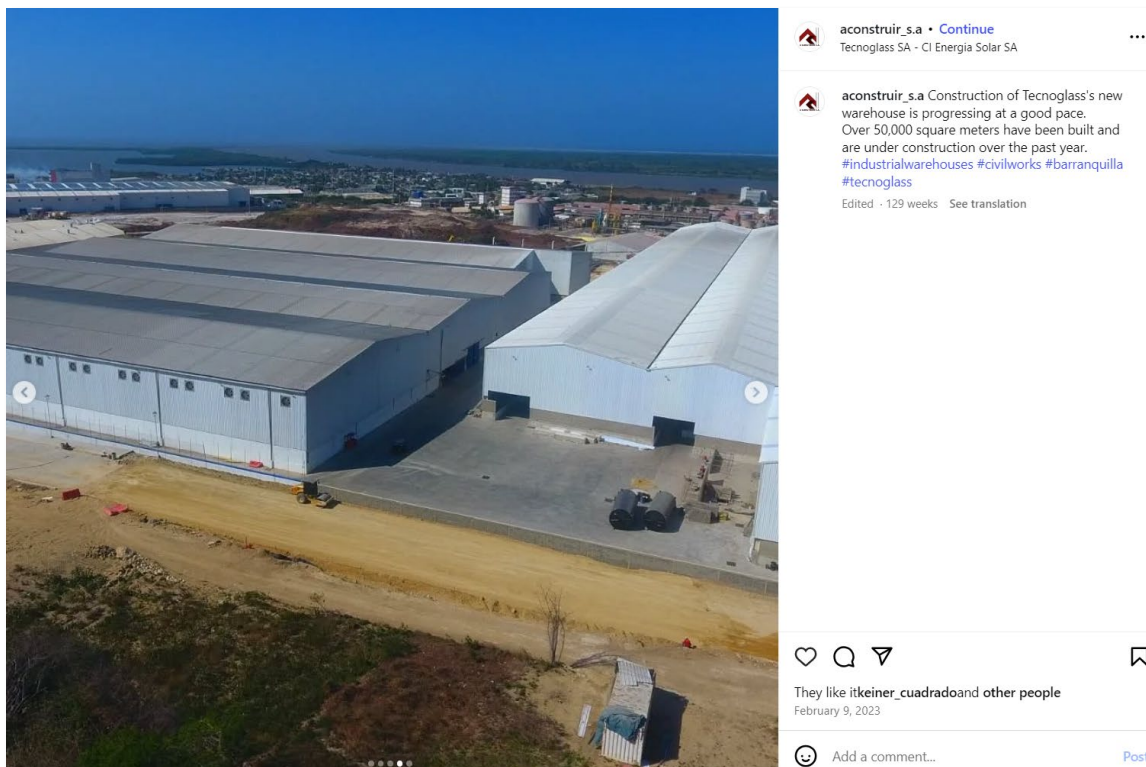 aconstruir_s.a • Continue
Tecnoglass SA - CI Energia Solar SA
aconstruir_s.a Construction of Tecnoglass's new
warehouse is progressing at a good pace.
Over 50,000 square meters have been built and
are under construction over the past year.
#industrialwarehouses #civilworks #barranquilla
#tecnoglass
Edited · 129 weeks See translation
They like itkeiner_cuadradoand other people
February 9, 2023
Add a comment...
Post